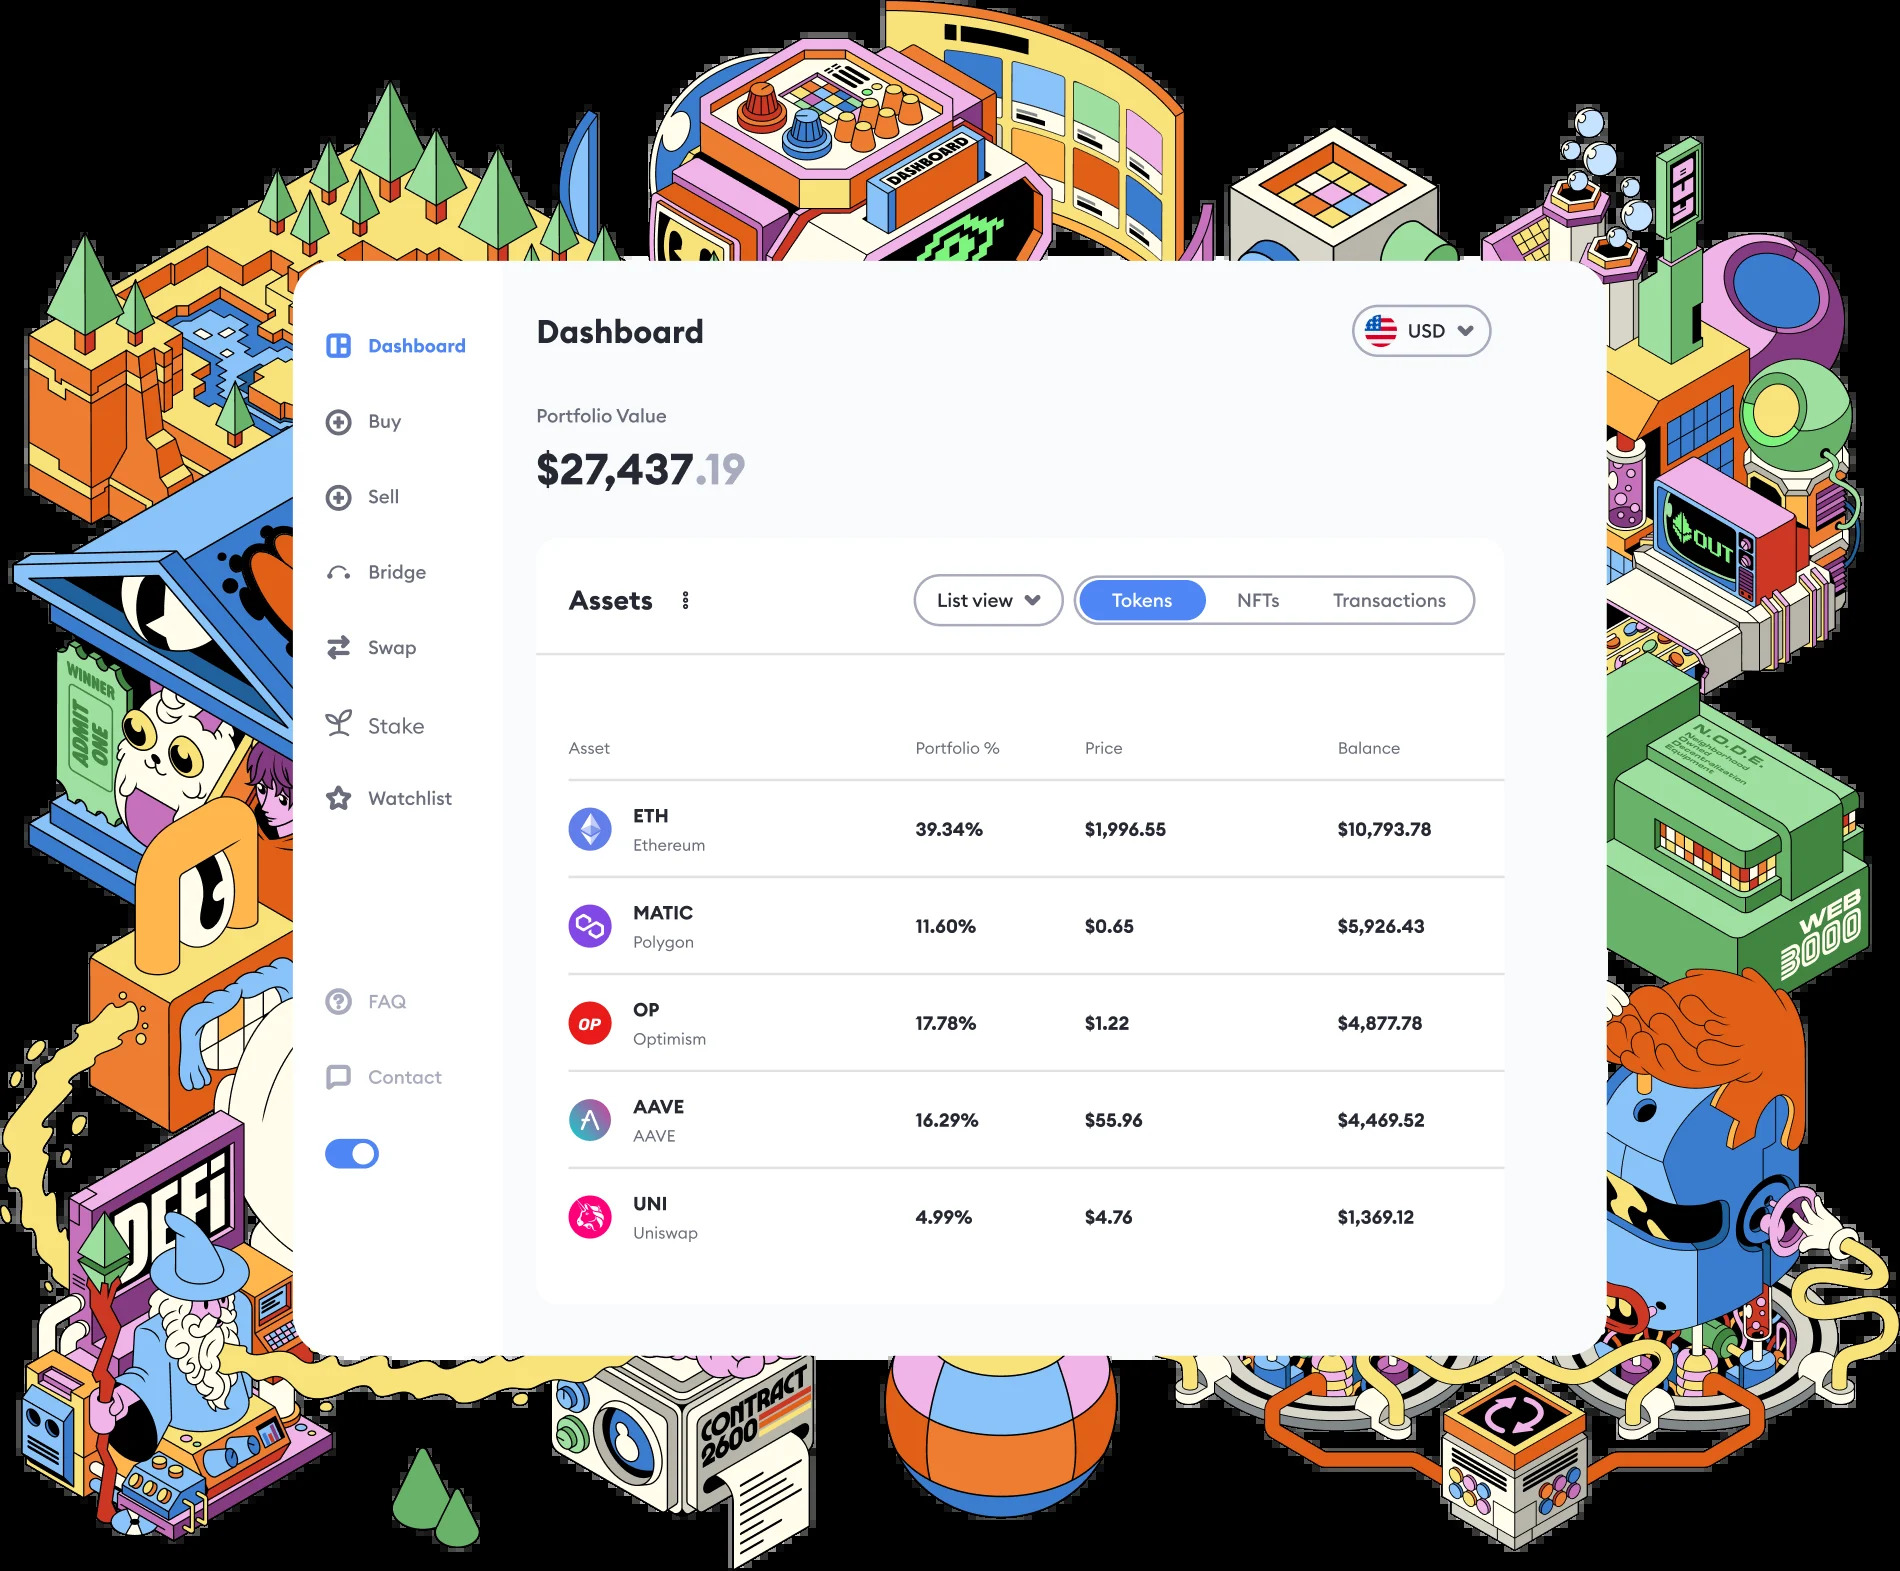 DASHBOARD
Dashboard
Buy
Sell
Bridge
Swap
Stake
Watchlist
FAQ
Contact
Dashboard
USD
Portfolio Value
$27,437.19
Assets
List view
Tokens
NFTs
Transactions
Asset
Portfolio %
Price
Balance
ETH
Ethereum
39.34%
$1,996.55
$10,793.78
MATIC
Polygon
11.60%
$0.65
$5,926.43
OP
OP
Optimism
17.78%
$1.22
$4,877.78
AAVE
AAVE
16.29%
$55.96
$4,469.52
UNI
Uniswap
4.99%
$4.76
$1,369.12
WINNER
ADMIT
ONE
DEFi
CONTRACT
2600
OUT
N.O.D.E.
Neighborhood
Owned
Decentralization
Equipment
WEB
3000